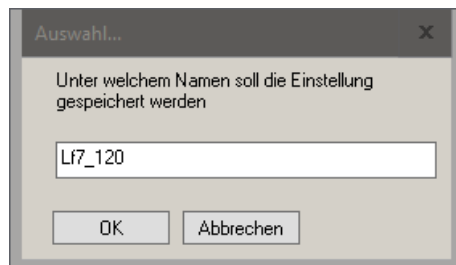 Auswahl...
Unter welchem Namen soll die Einstellung
gespeichert werden
Lf7_120
OK
Abbrechen